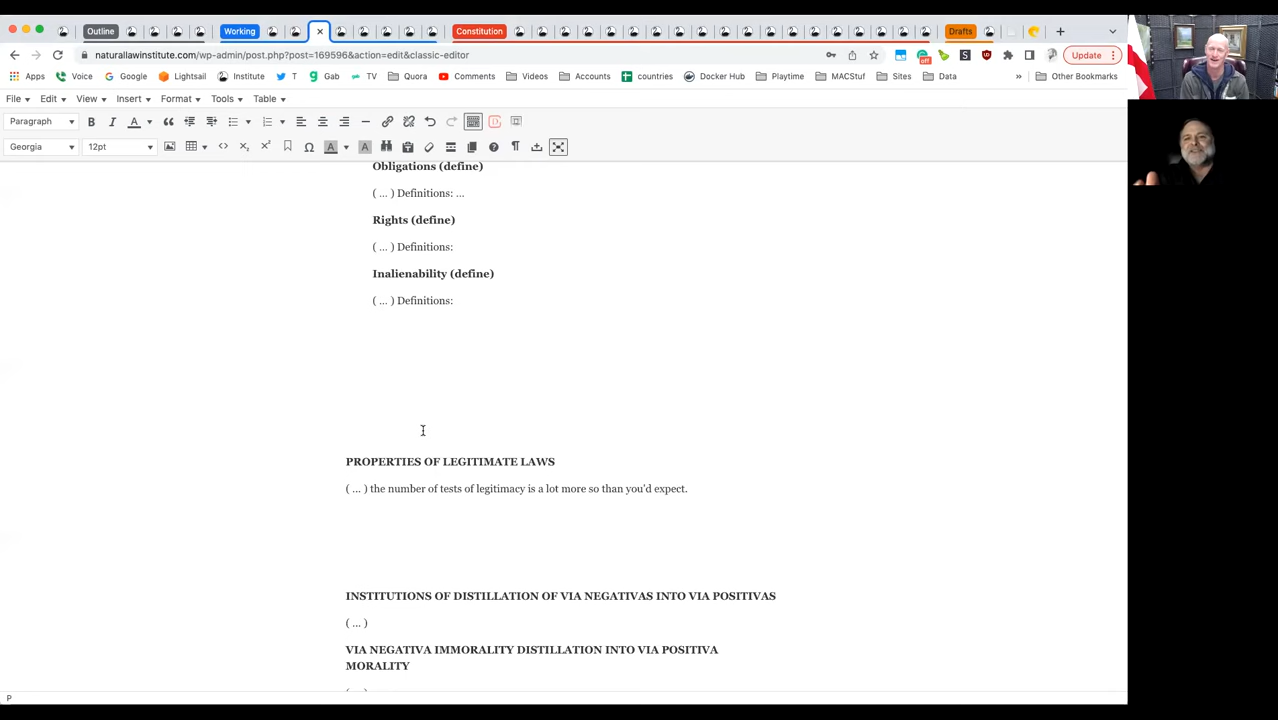 Outline Working Constitution Drafts
naturallawinstitute.com/wp-admin/post.php?post=169596&action=edit&classic-editor Update
Apps Voice Google Lightsail Institute T Gab TV Quora Comments Videos Accounts countries Docker Hub Playtime MACStuf Sites Data » Other Bookmarks
File Edit View Insert Format Tools Table
Paragraph B I A
Georgia 12pt A A
Obligations (define)
( ... ) Definitions: ...
Rights (define)
( ... ) Definitions:
Inalienability (define)
( ... ) Definitions:
PROPERTIES OF LEGITIMATE LAWS
( ... ) the number of tests of legitimacy is a lot more so than you'd expect.
INSTITUTIONS OF DISTILLATION OF VIA NEGATIVAS INTO VIA POSITIVAS
( ... )
VIA NEGATIVA IMMORALITY DISTILLATION INTO VIA POSITIVA
MORALITY
P